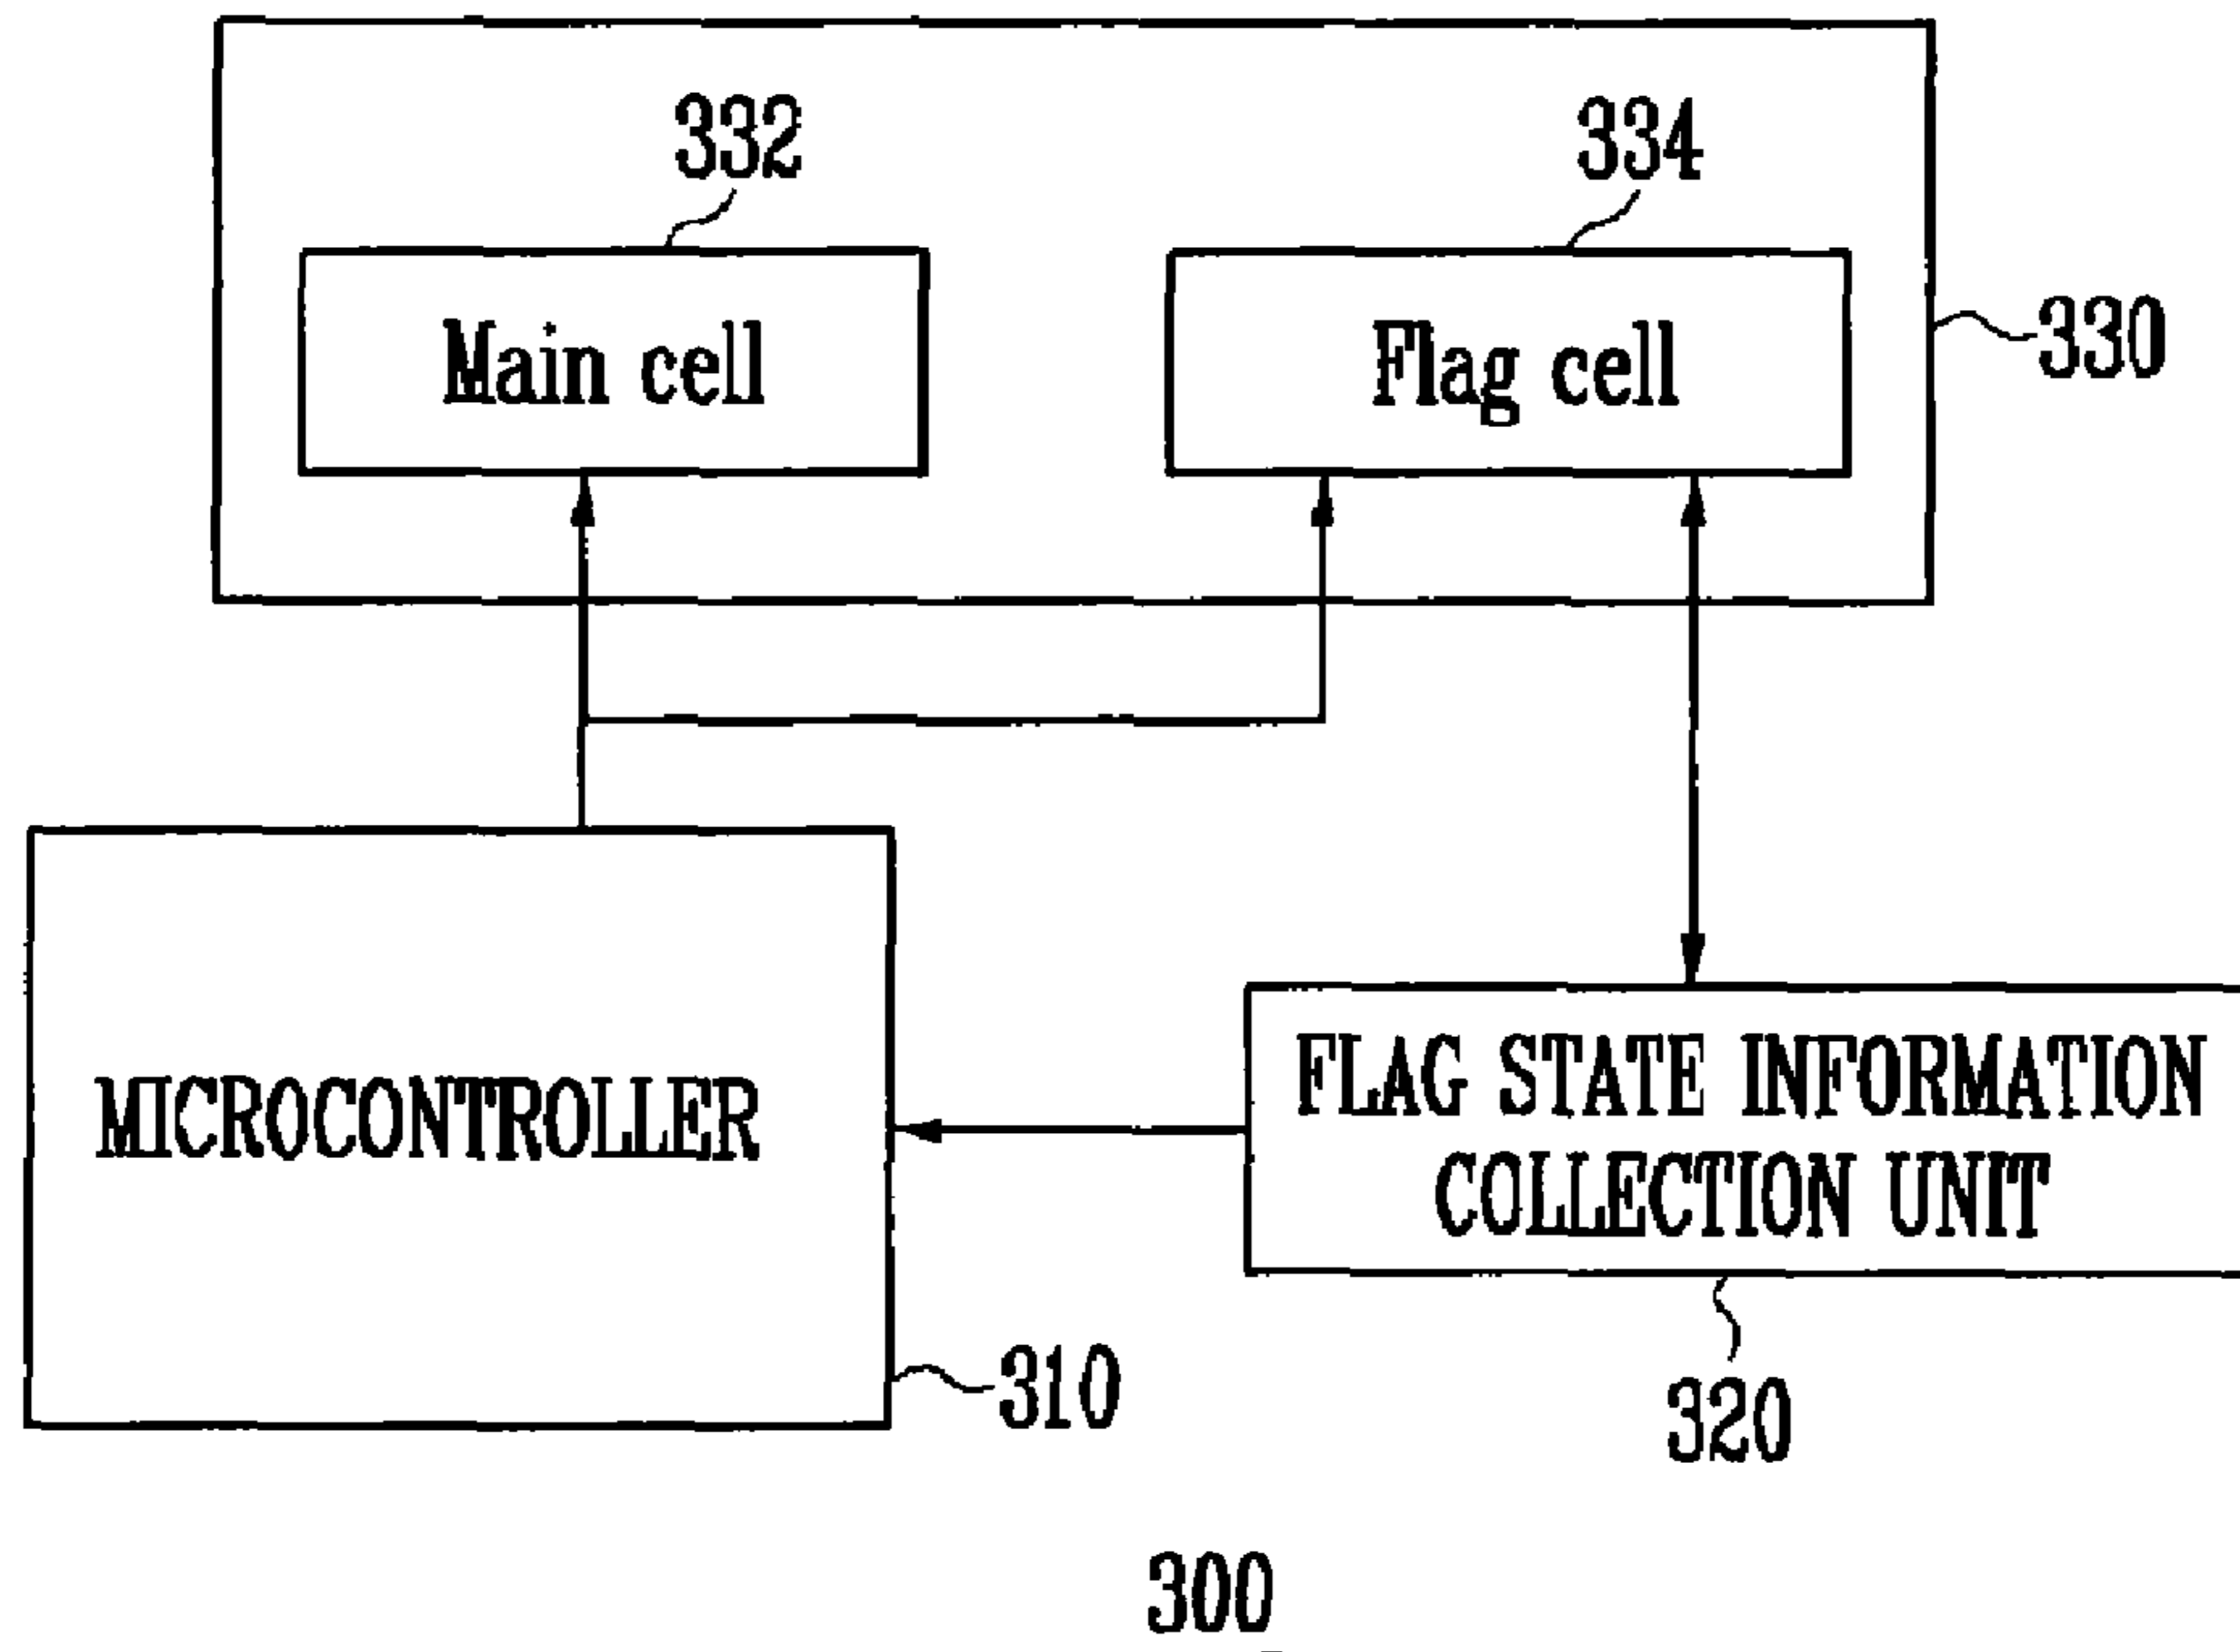 332
334
Main cell
Flag cell
330
MICROCONTROLLER
FLAG STATE INFORMATION
COLLECTION UNIT
310
320
300